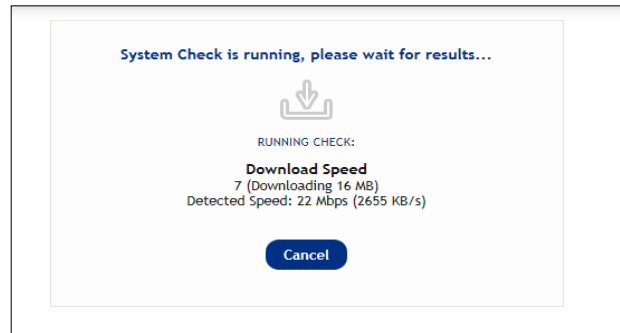 System Check is running, please wait for results...
RUNNING CHECK:
Download Speed
7 (Downloading 16 MB)
Detected Speed: 22 Mbps (2655 KB/s)
Cancel